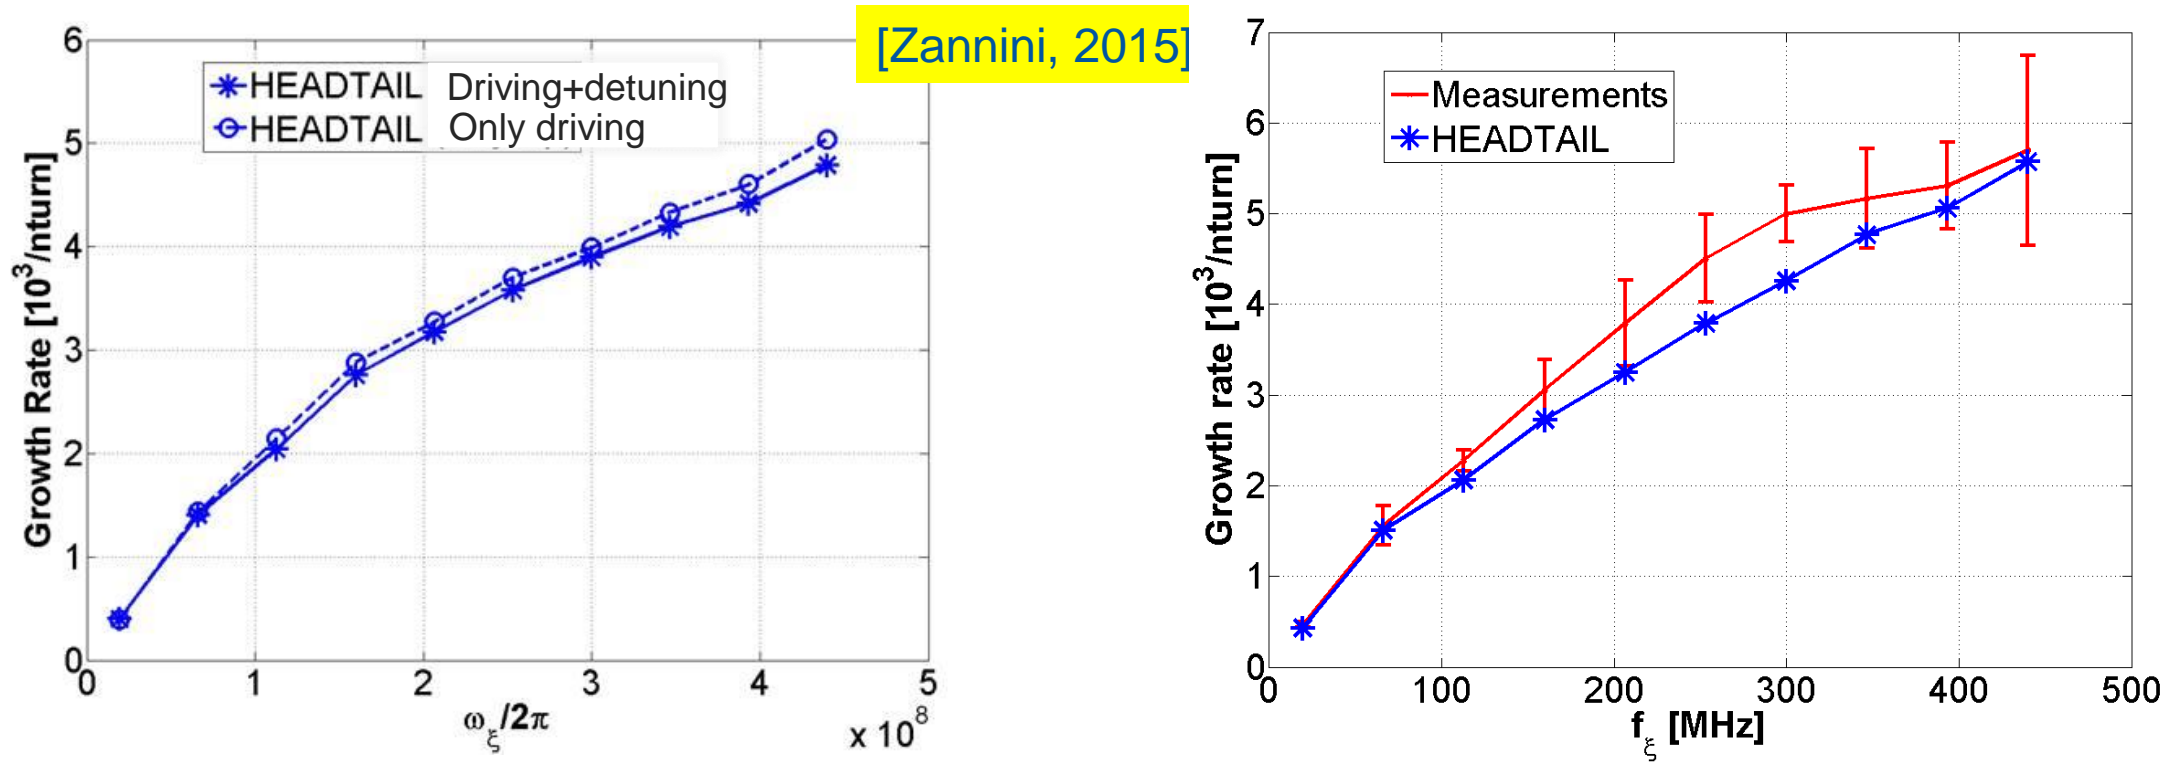 [Zannini, 2015]
6
5
4
3
2
1
0
0
1
2
3
4
5
Growth Rate [10³/nturn]
ω_ξ/2π
x 10⁸
HEADTAIL Driving+detuning
HEADTAIL Only driving
7
6
5
4
3
2
1
0
0
100
200
300
400
500
Growth rate [10³/nturn]
f_ξ [MHz]
Measurements
HEADTAIL